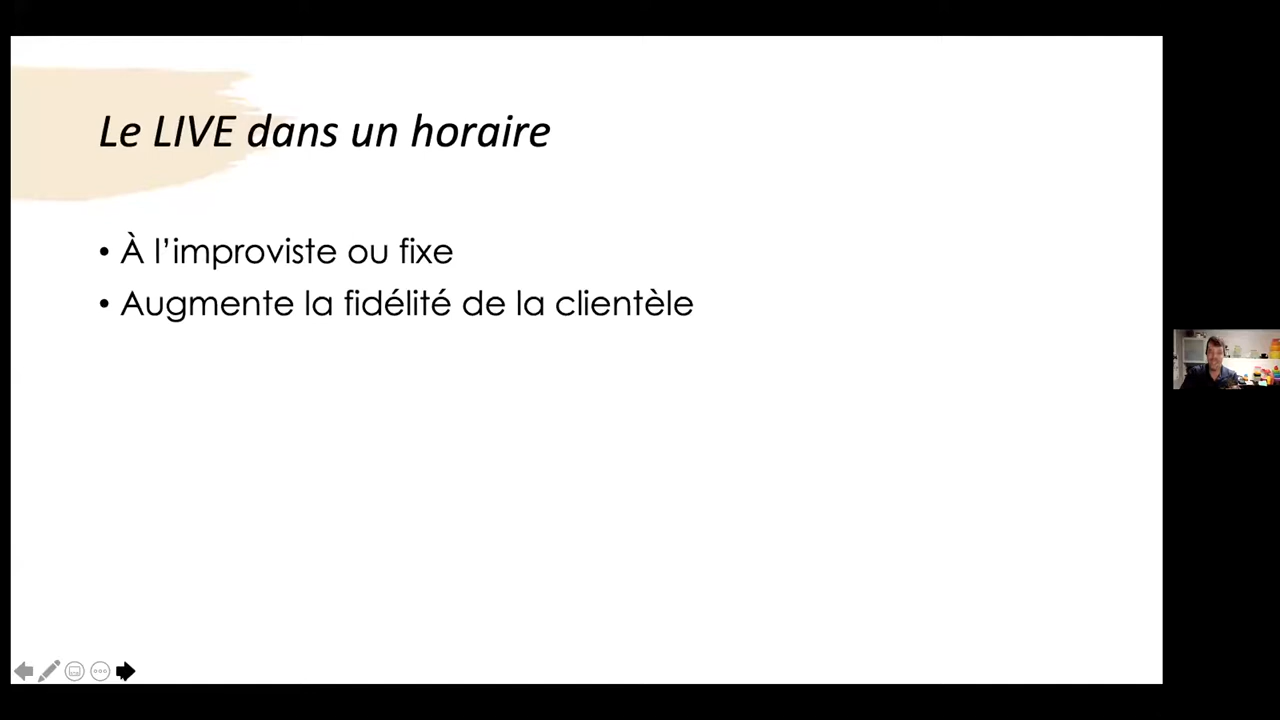 Le LIVE dans un horaire
• À l’improviste ou fixe
• Augmente la fidélité de la clientèle